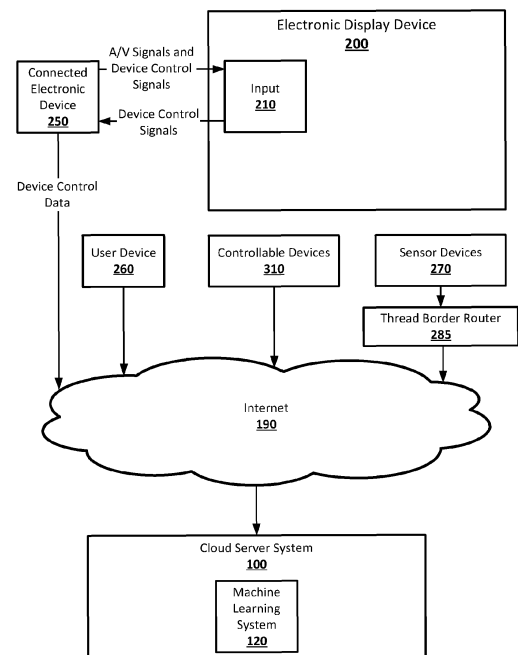 Electronic Display Device
200
A/V Signals and
Device Control
Signals
Connected
Electronic
Device
250
Input
210
Device Control
Signals
Device Control
Data
User Device
260
Controllable Devices
310
Sensor Devices
270
Thread Border Router
285
Internet
190
Cloud Server System
100
Machine
Learning
System
120